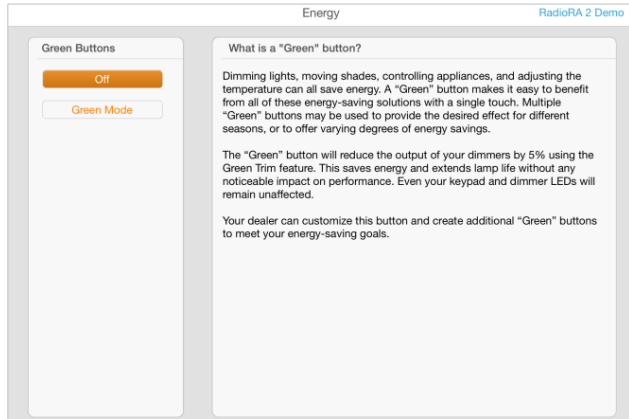 Energy
RadioRA 2 Demo
Green Buttons
Off
Green Mode
What is a "Green" button?
Dimming lights, moving shades, controlling appliances, and adjusting the
temperature can all save energy. A “Green” button makes it easy to benefit
from all of these energy-saving solutions with a single touch. Multiple
“Green” buttons may be used to provide the desired effect for different
seasons, or to offer varying degrees of energy savings.
The “Green” button will reduce the output of your dimmers by 5% using the
Green Trim feature. This saves energy and extends lamp life without any
noticeable impact on performance. Even your keypad and dimmer LEDs will
remain unaffected.
Your dealer can customize this button and create additional “Green” buttons
to meet your energy-saving goals.